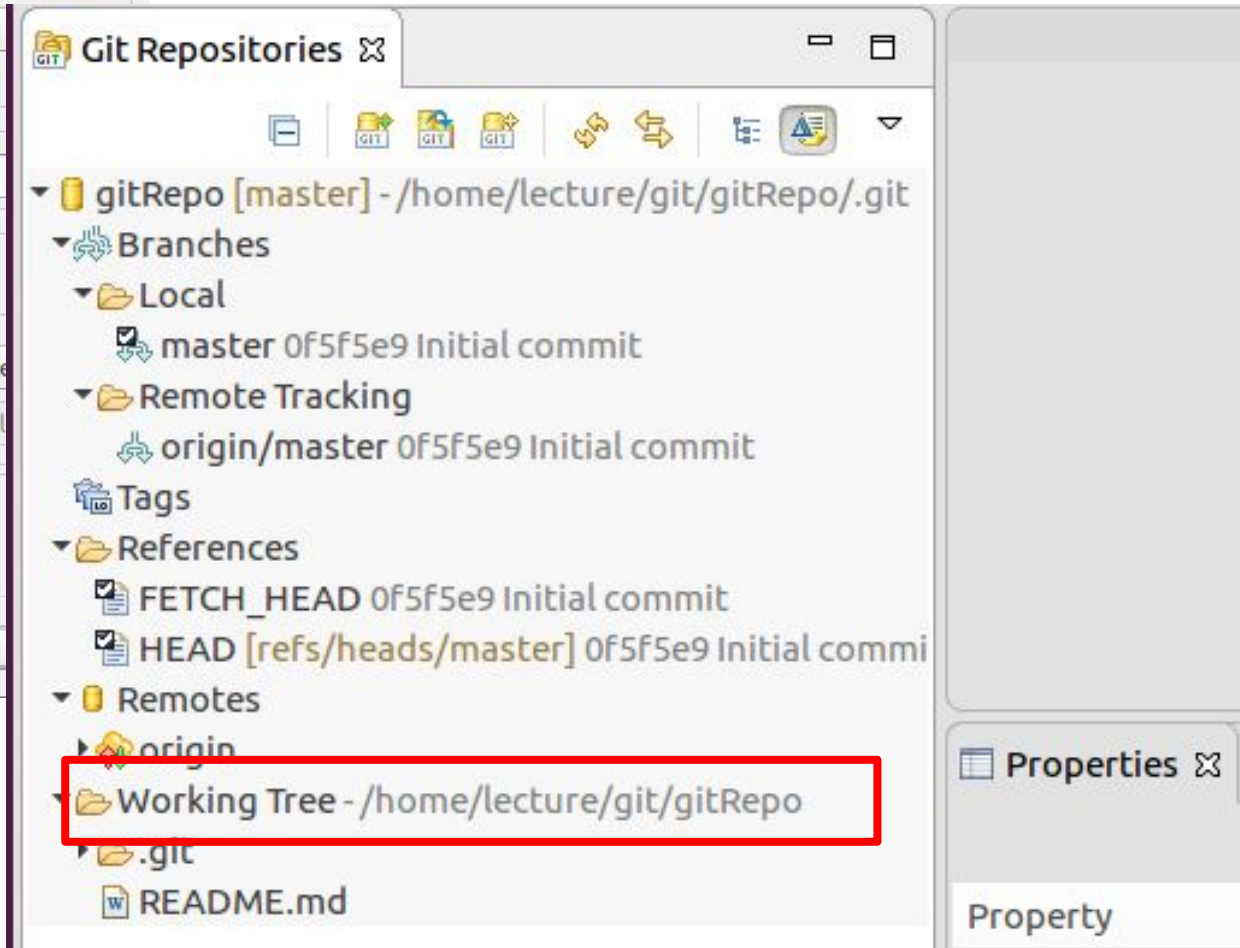 Git Repositories
gitRepo [master] - /home/lecture/git/gitRepo/.git
Branches
Local
master 0f5f5e9 Initial commit
Remote Tracking
origin/master 0f5f5e9 Initial commit
Tags
References
FETCH_HEAD 0f5f5e9 Initial commit
HEAD [refs/heads/master] 0f5f5e9 Initial commi
Remotes
origin
Working Tree - /home/lecture/git/gitRepo
.git
README.md
Properties
Property